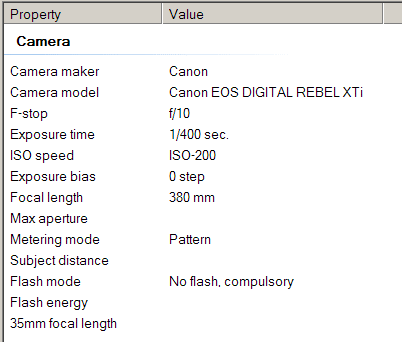 Property Value
Camera
Camera maker Canon
Camera model Canon EOS DIGITAL REBEL XTi
F-stop f/10
Exposure time 1/400 sec.
ISO speed ISO-200
Exposure bias 0 step
Focal length 380 mm
Max aperture
Metering mode Pattern
Subject distance
Flash mode No flash, compulsory
Flash energy
35mm focal length